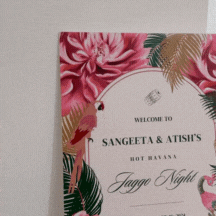 WELCOME TO
SANGEETA & ATISH'S
HOT HAVANA
Jaggo Night